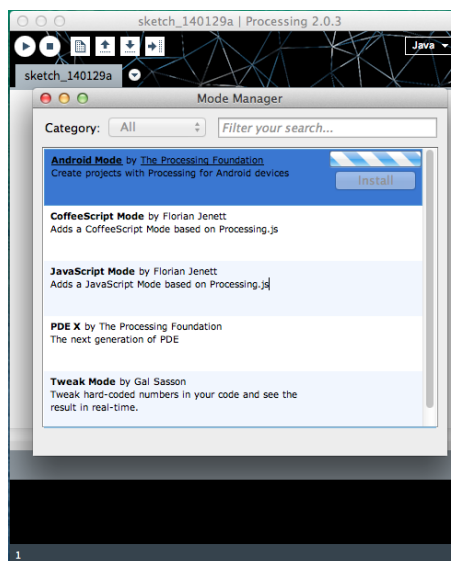 sketch_140129a | Processing 2.0.3
Java
sketch_140129a
Mode Manager
Category: All Filter your search...
Android Mode by The Processing Foundation
Create projects with Processing for Android devices
Install
CoffeeScript Mode by Florian Jenett
Adds a CoffeeScript Mode based on Processing.js
JavaScript Mode by Florian Jenett
Adds a JavaScript Mode based on Processing.js
PDE X by The Processing Foundation
The next generation of PDE
Tweak Mode by Gal Sasson
Tweak hard-coded numbers in your code and see the
result in real-time.
1